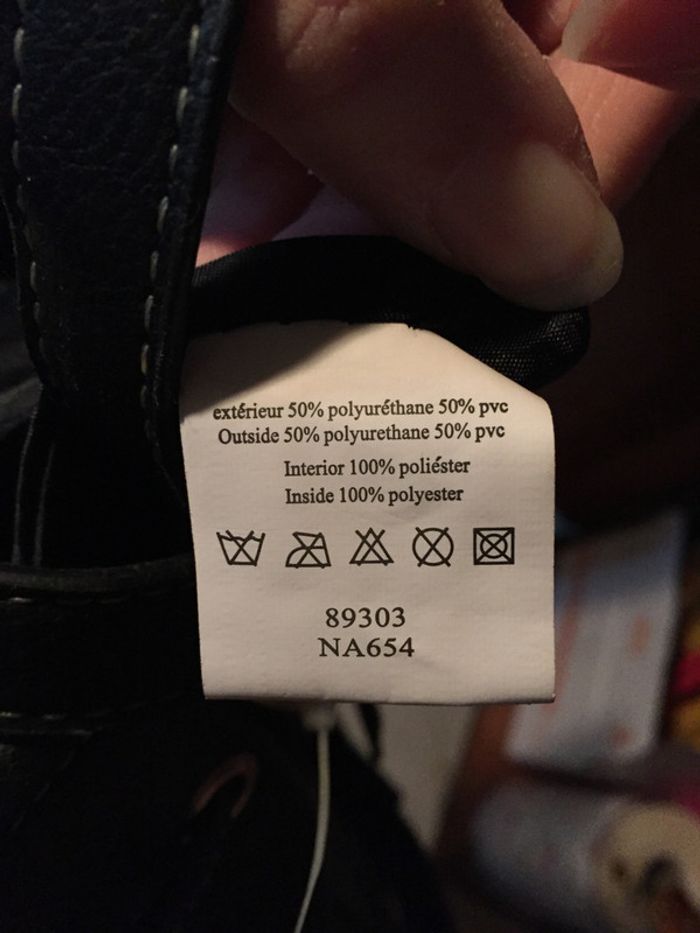 extérieur 50% polyuréthane 50% pvc
Outside 50% polyurethane 50% pvc
Interior 100% poliéster
Inside 100% polyester
89303
NA654